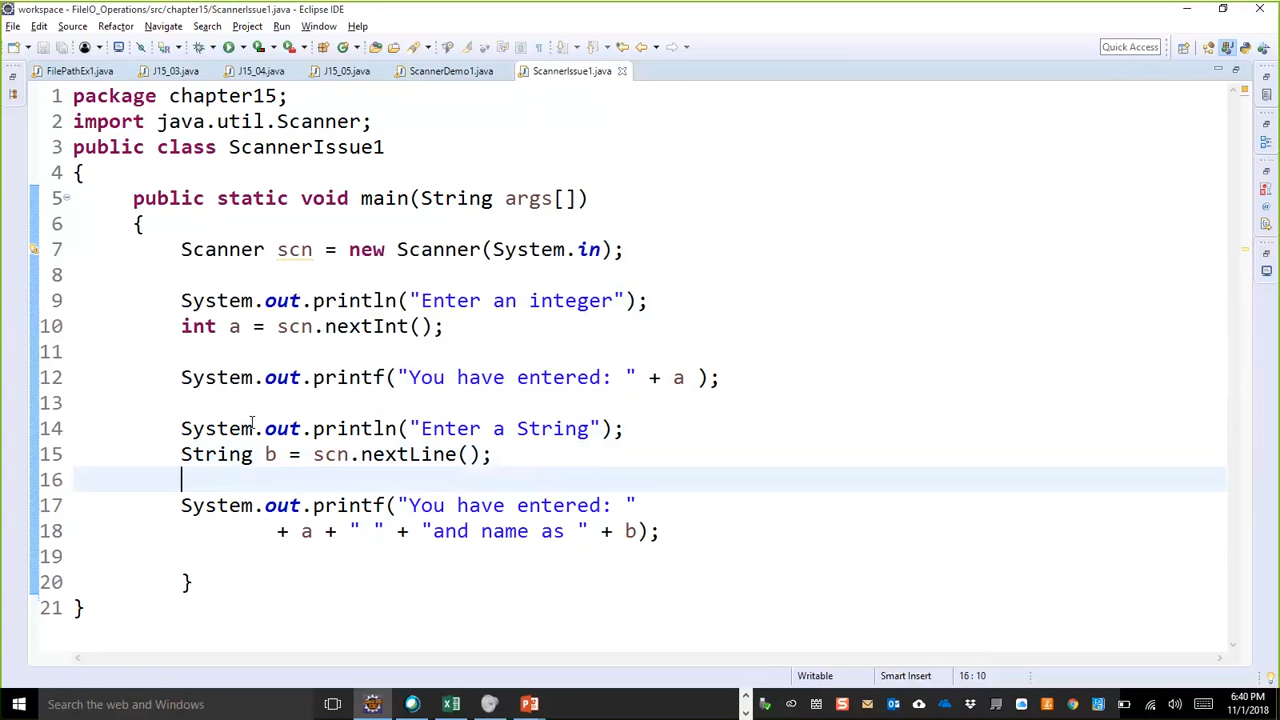 workspace - FileIO_Operations/src/chapter15/ScannerIssue1.java - Eclipse IDE
File Edit Source Refactor Navigate Search Project Run Window Help
Quick Access
FilePathEx1.java J15_03.java J15_04.java J15_05.java ScannerDemo1.java ScannerIssue1.java
1 package chapter15;
2 import java.util.Scanner;
3 public class ScannerIssue1
4 {
5 public static void main(String args[])
6 {
7 Scanner scn = new Scanner(System.in);
8
9 System.out.println("Enter an integer");
10 int a = scn.nextInt();
11
12 System.out.printf("You have entered: " + a );
13
14 System.out.println("Enter a String");
15 String b = scn.nextLine();
16
17 System.out.printf("You have entered: "
18 + a + " " + "and name as " + b);
19
20 }
21 }
Writable Smart Insert 16 : 10
Search the web and Windows
6:40 PM
11/1/2018